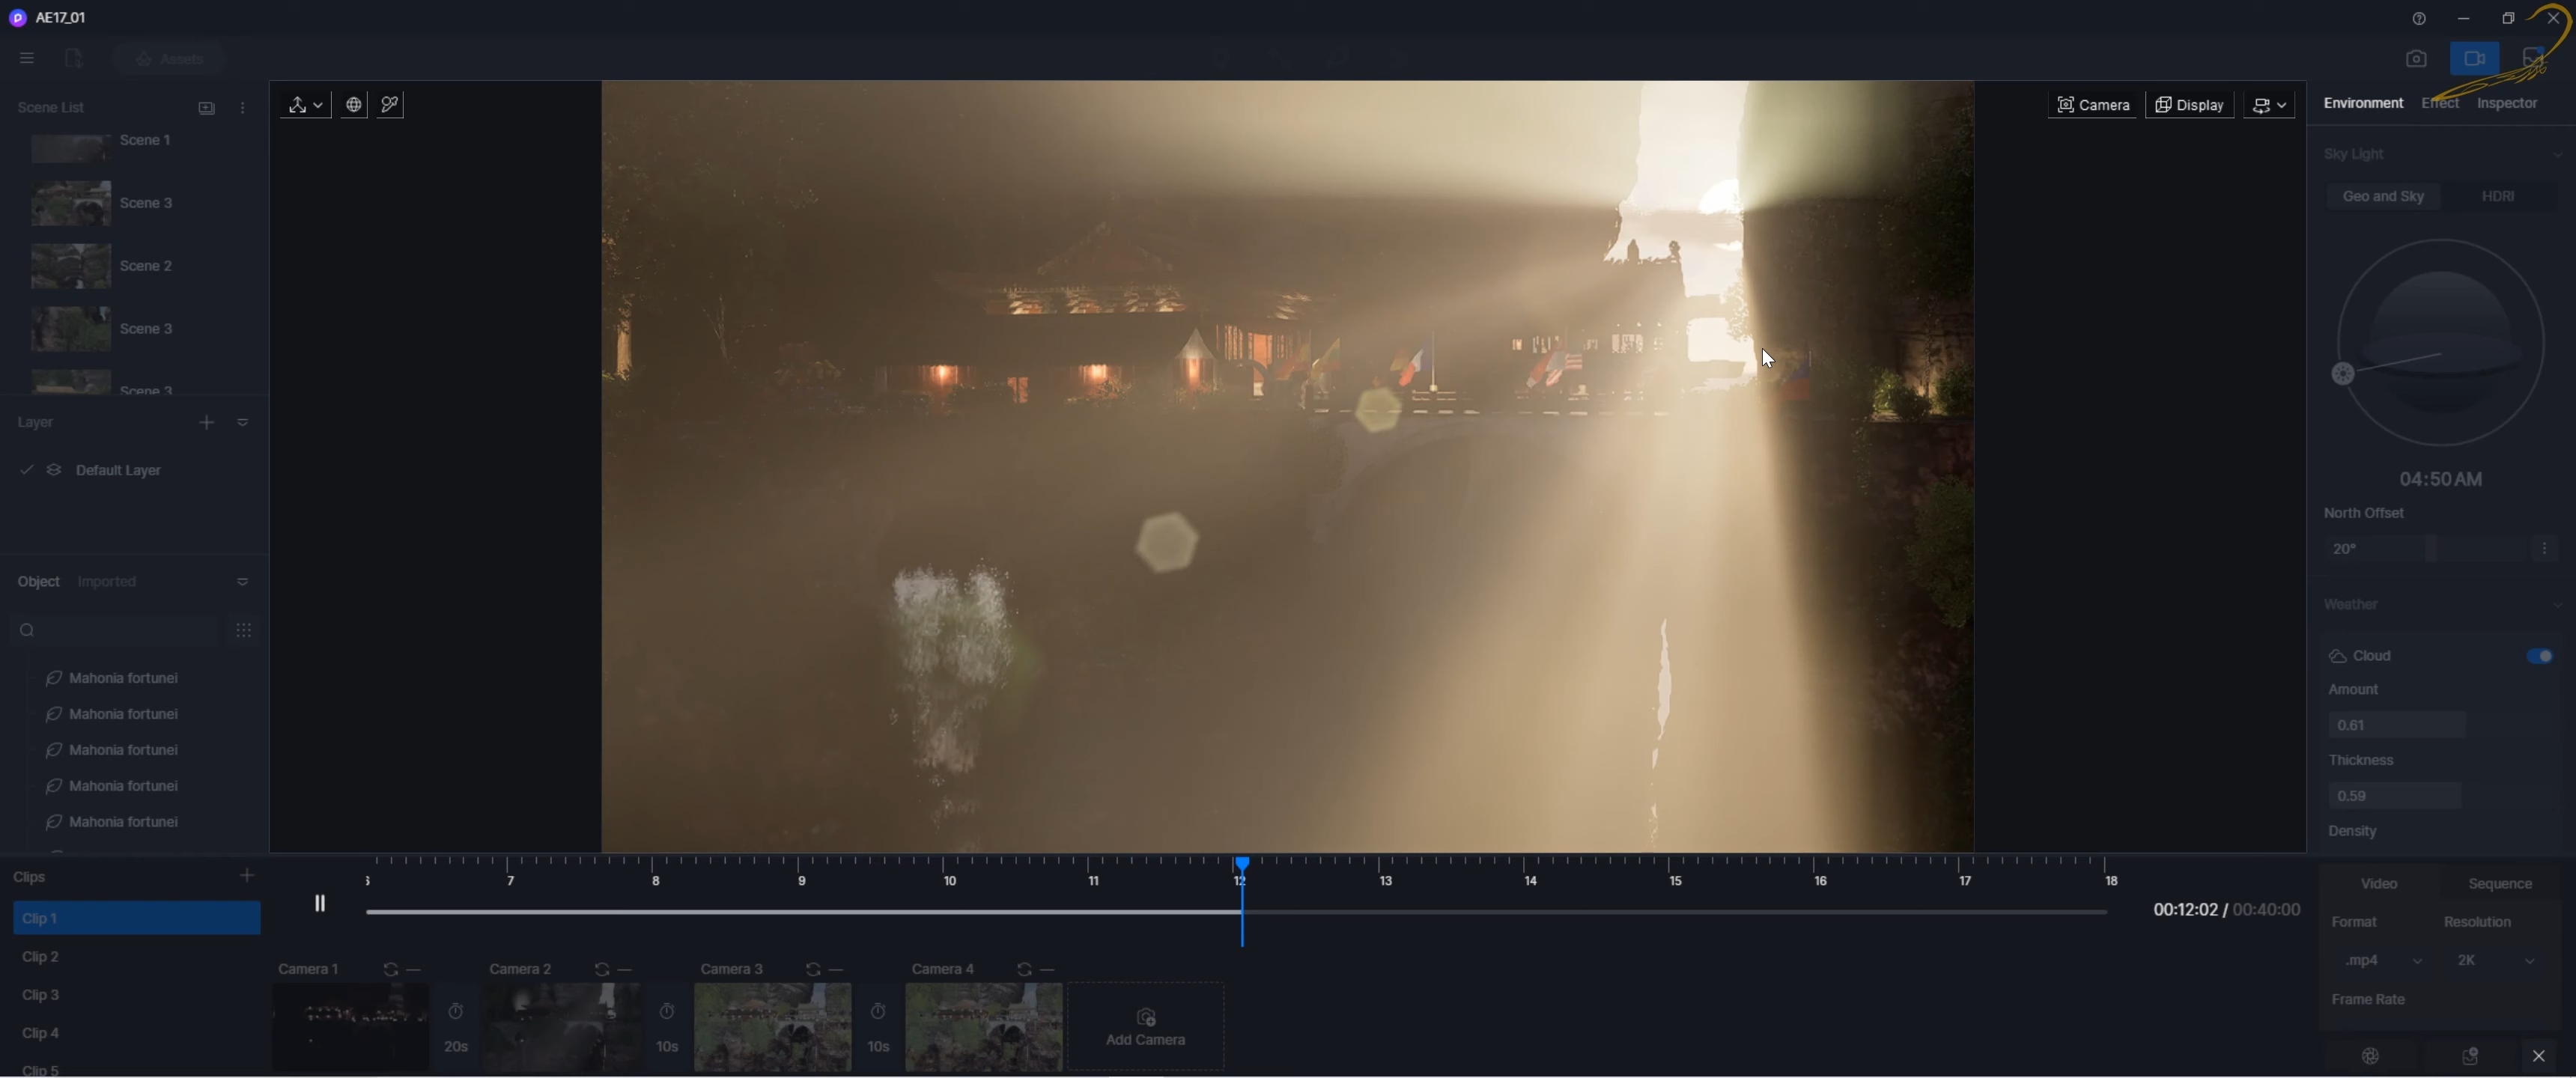 AE17_01
Assets
Scene List
Scene 1
Scene 3
Scene 2
Scene 3
Scene 3
Layer
Default Layer
Object Imported
Mahonia fortunei
Mahonia fortunei
Mahonia fortunei
Mahonia fortunei
Mahonia fortunei
Camera Display
Environment Effect Inspector
Sky Light
Geo and Sky HDRI
04:50 AM
North Offset
20°
Weather
Cloud
Amount
0.61
Thickness
0.59
Density
Clips
Clip 1
Clip 2
Clip 3
Clip 4
Clip 5
6 7 8 9 10 11 12 13 14 15 16 17 18
00:12:02 / 00:40:00
Camera 1 Camera 2 Camera 3 Camera 4
20s 10s 10s
Add Camera
Video Sequence
Format Resolution
.mp4 2K
Frame Rate